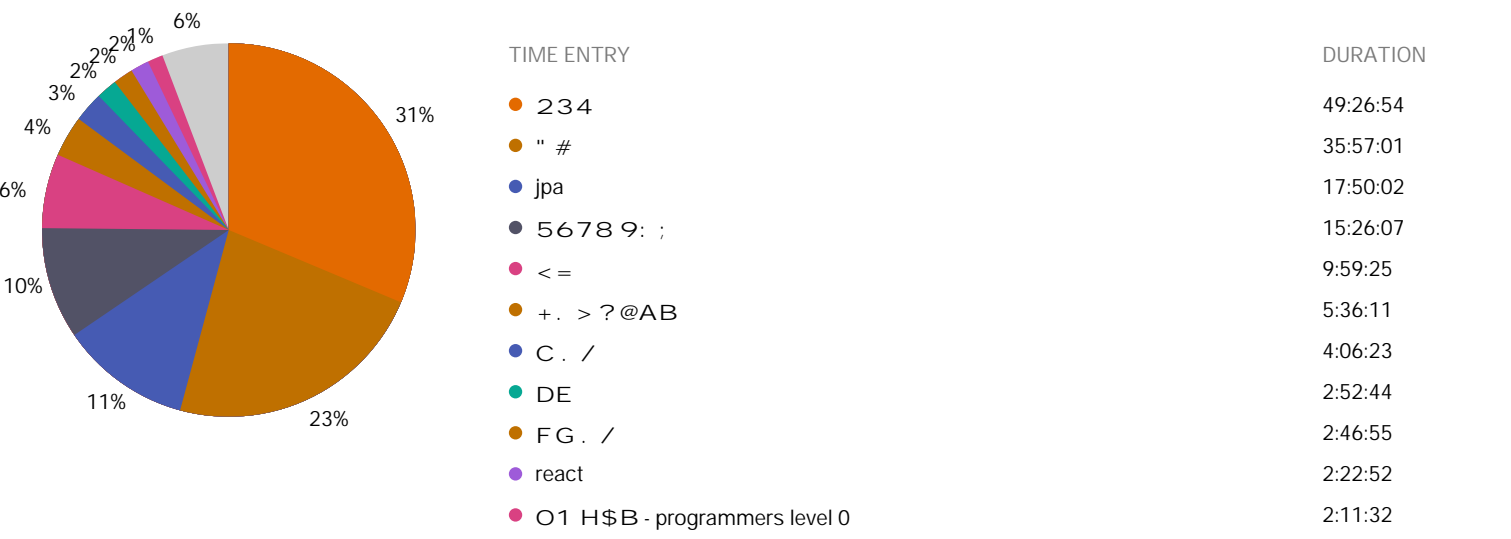 1%
6%
2%
2%
2%
3%
4%
6%
10%
11%
23%
31%
TIME ENTRY DURATION
234 49:26:54
" # 35:57:01
jpa 17:50:02
5678 9: ; 15:26:07
< = 9:59:25
+. > ?@AB 5:36:11
C . / 4:06:23
DE 2:52:44
FG . / 2:46:55
react 2:22:52
O1 H$B - programmers level 0 2:11:32